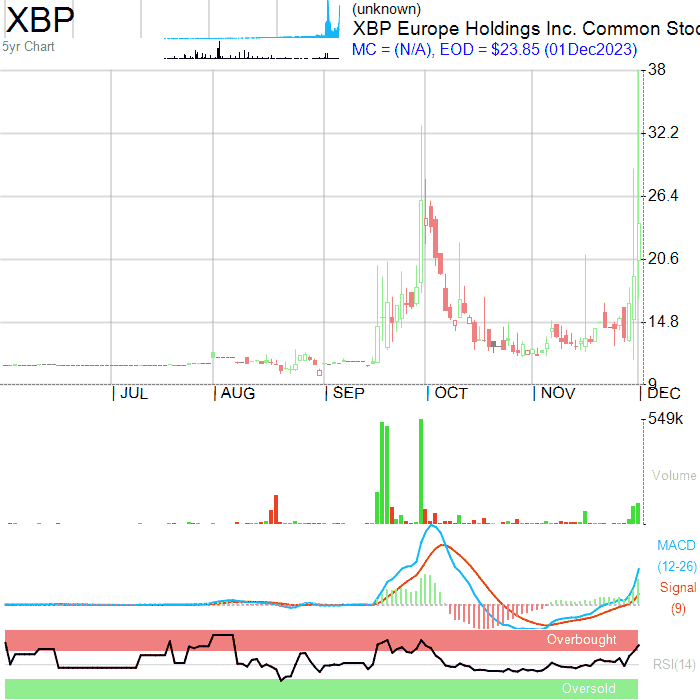 XBP
5yr Chart
(unknown)
XBP Europe Holdings Inc. Common Stoc
MC = (N/A), EOD = $23.85 (01Dec2023)
38
32.2
26.4
20.6
14.8
9
JUL AUG SEP OCT NOV DEC
549k
Volume
MACD
(12-26)
Signal
(9)
Overbought
RSI(14)
Oversold